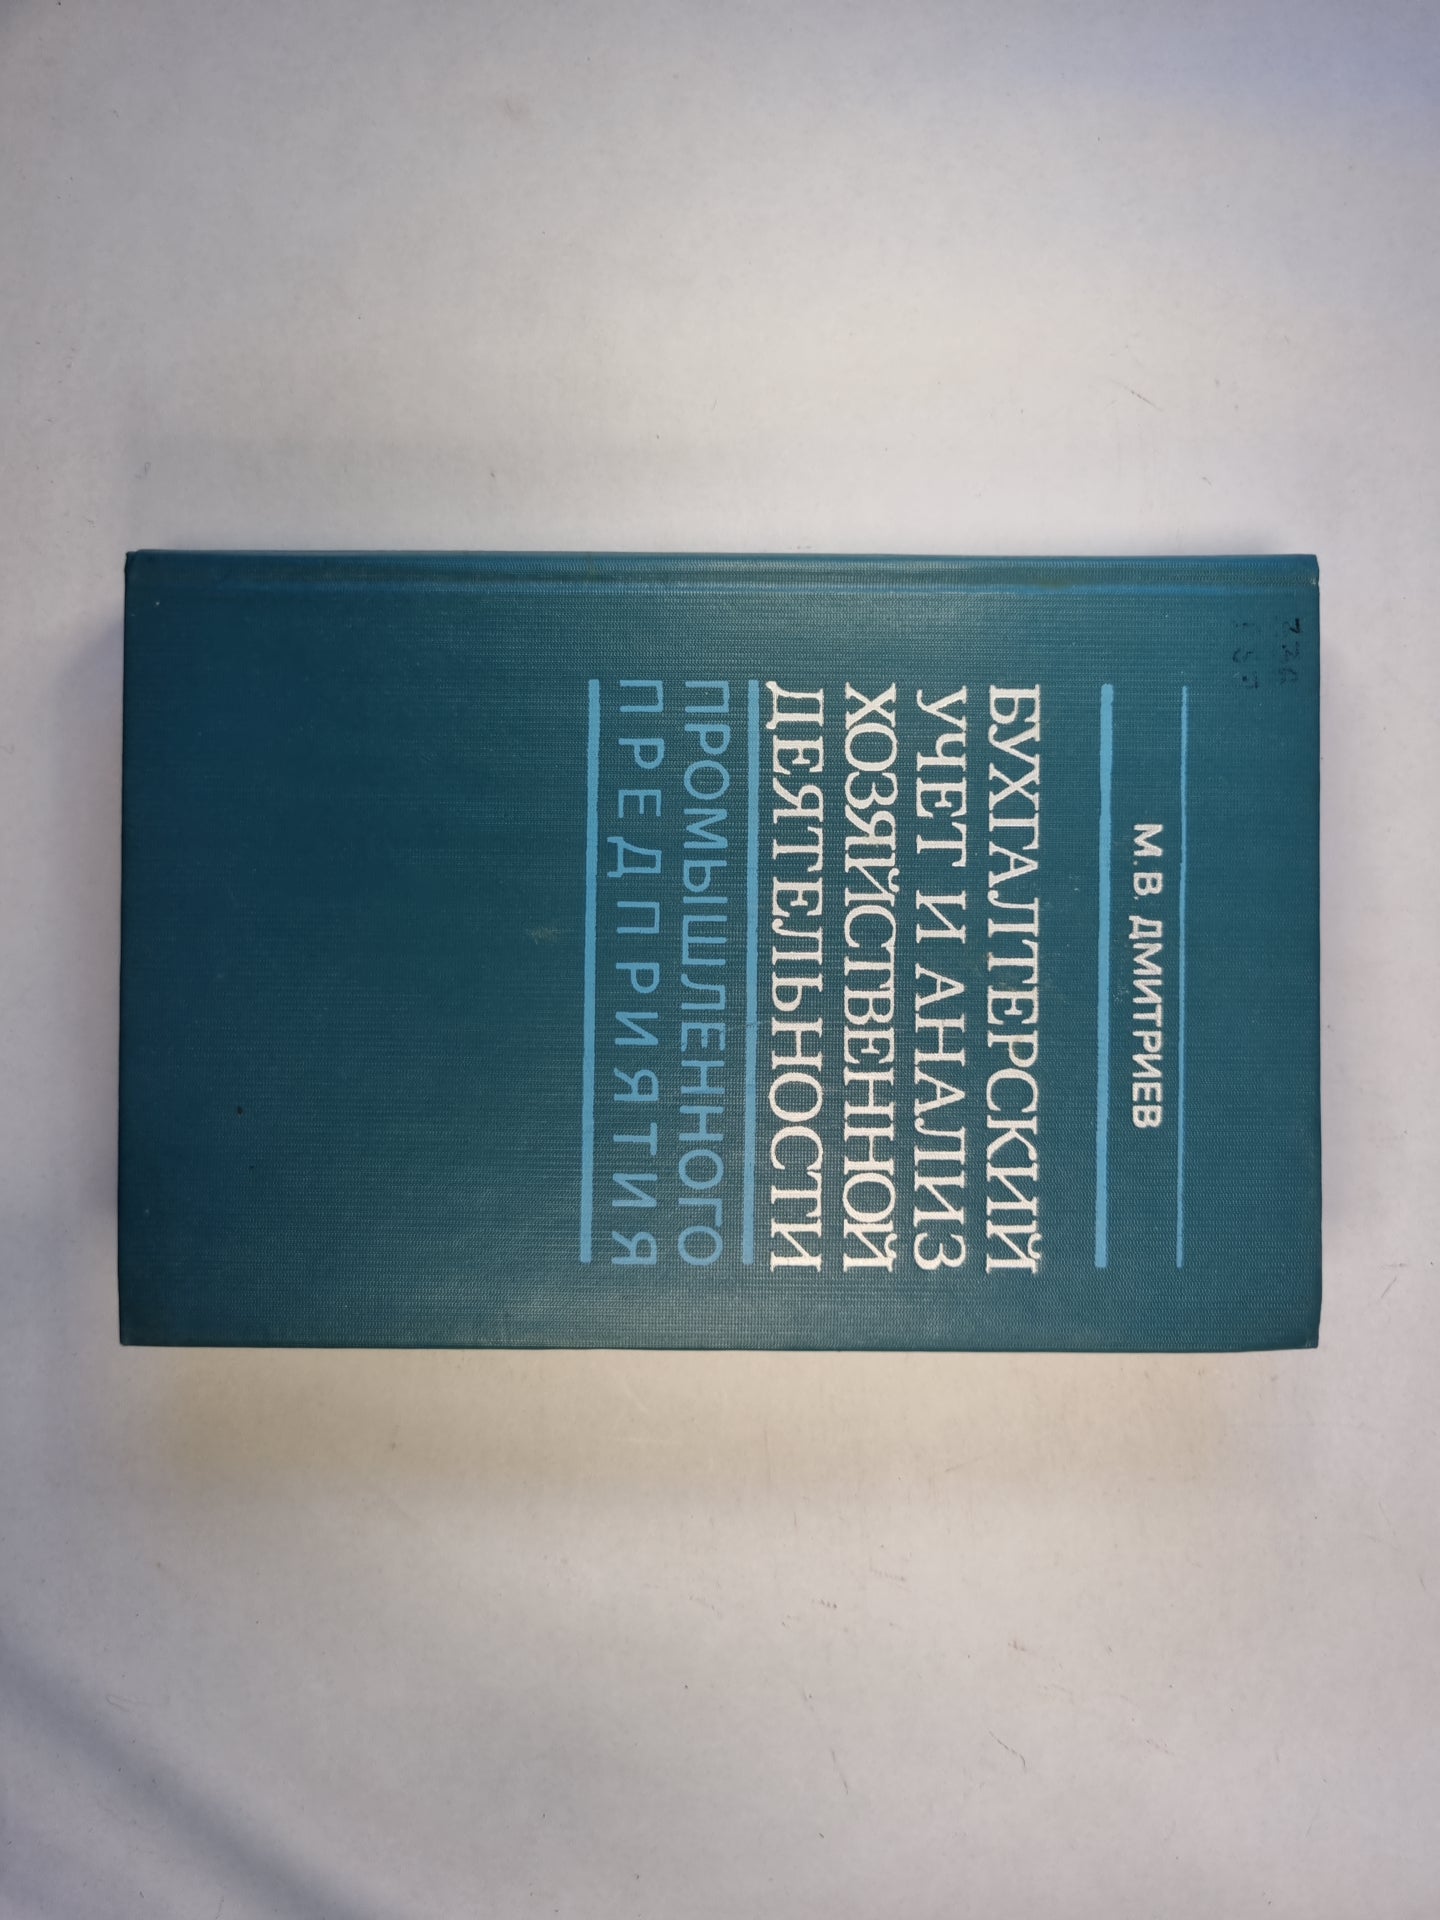 М. В. ДМИТРИЕВ
БУХГАЛТЕРСКИЙ
УЧЕТ И АНАЛИЗ
ХОЗЯЙСТВЕННОЙ
ДЕЯТЕЛЬНОСТИ
ПРОМЫШЛЕННОГО
ПРЕДПРИЯТИЯ